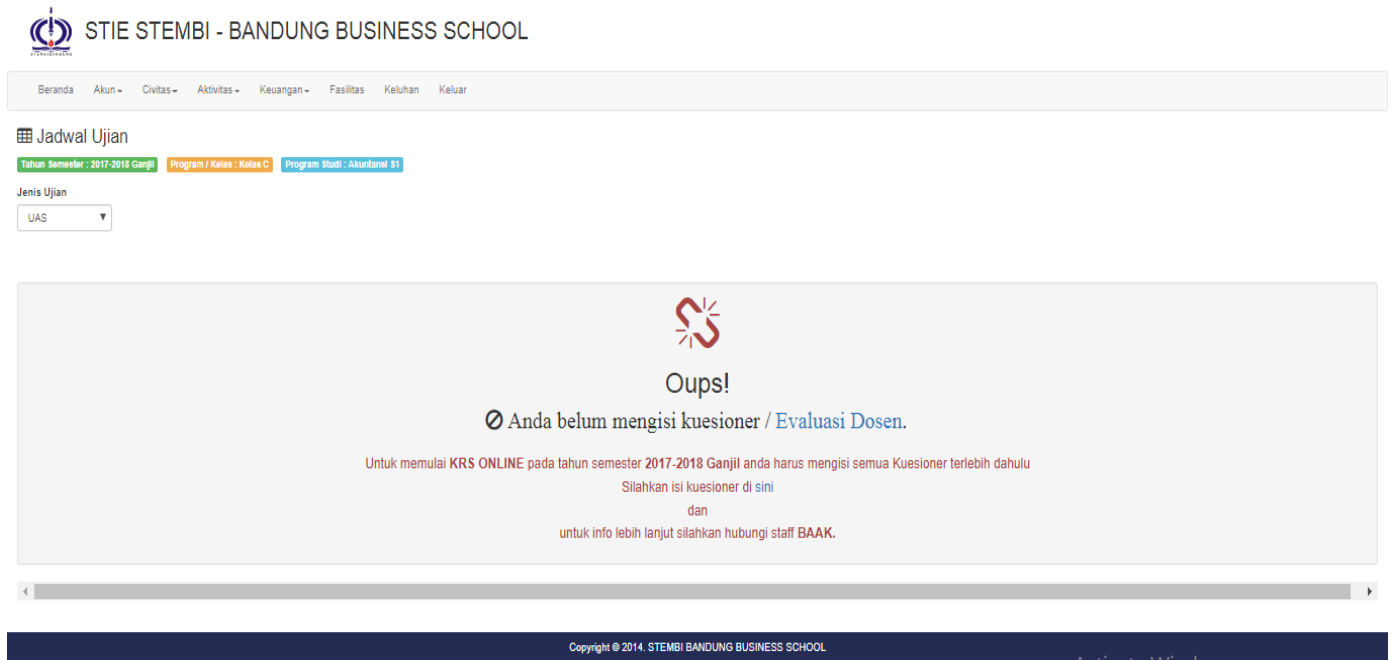 STIE STEMBI - BANDUNG BUSINESS SCHOOL
Beranda Akun Civitas Aktivitas Keuangan Fasilitas Keluhan Keluar
Jadwal Ujian
Tahun Semester : 2017-2018 Ganjil Program / Kelas : Kelas C Program Studi : Akuntansi S1
Jenis Ujian
UAS
Oups!
Anda belum mengisi kuesioner / Evaluasi Dosen.
Untuk memulai KRS ONLINE pada tahun semester 2017-2018 Ganjil anda harus mengisi semua Kuesioner terlebih dahulu
Silahkan isi kuesioner di sini
dan
untuk info lebih lanjut silahkan hubungi staff BAAK.
Copyright © 2014. STEMBI BANDUNG BUSINESS SCHOOL